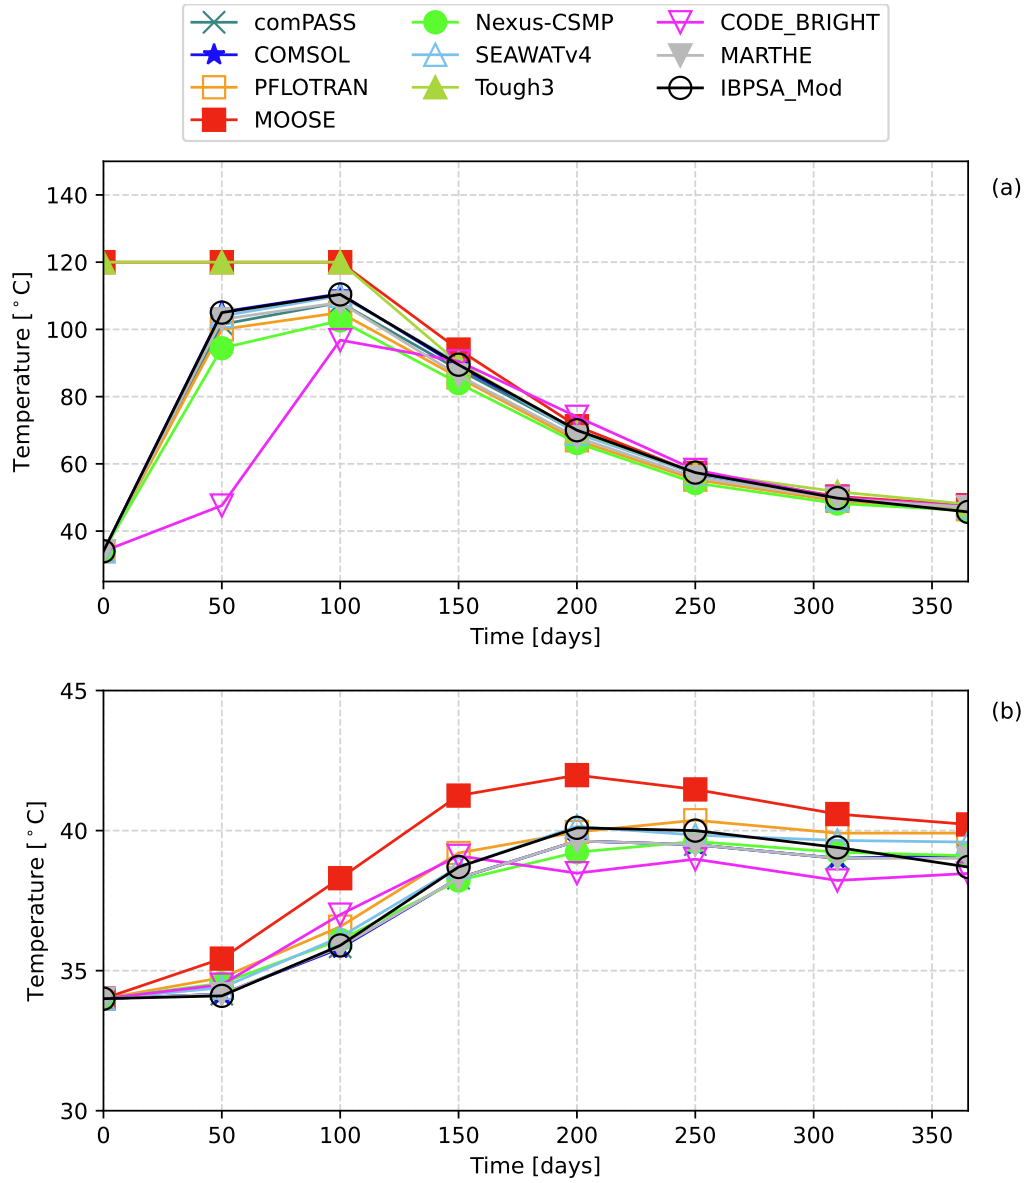 comPASS
COMSOL
PFLOTRAN
MOOSE
Nexus-CSMP
SEAWATv4
Tough3
CODE_BRIGHT
MARTHE
IBPSA_Mod
(a)
Temperature [°C]
140
120
100
80
60
40
0 50 100 150 200 250 300 350
Time [days]
(b)
Temperature [°C]
45
40
35
30
0 50 100 150 200 250 300 350
Time [days]